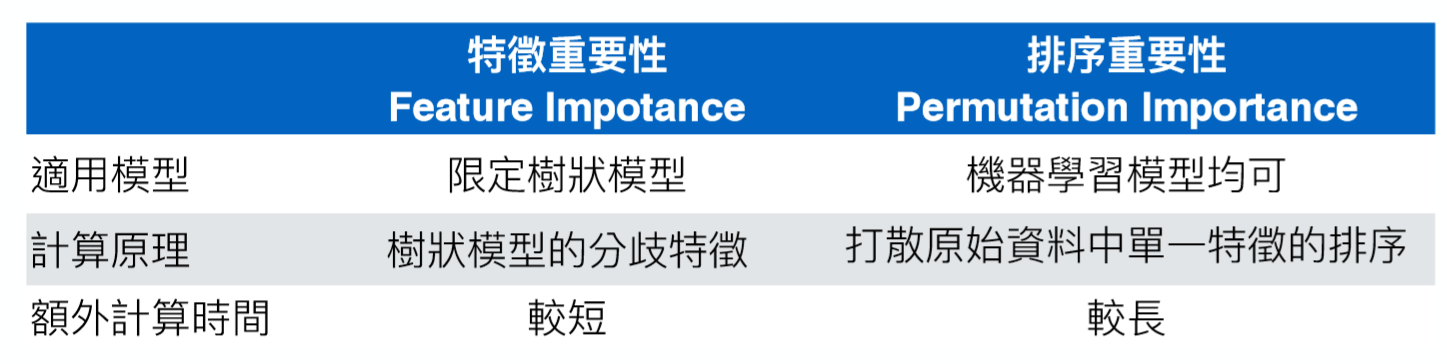 特徵重要性 排序重要性
Feature Impotance Permutation Importance
適用模型 限定樹狀模型 機器學習模型均可
計算原理 樹狀模型的分歧特徵 打散原始資料中單一特徵的排序
額外計算時間 較短 較長